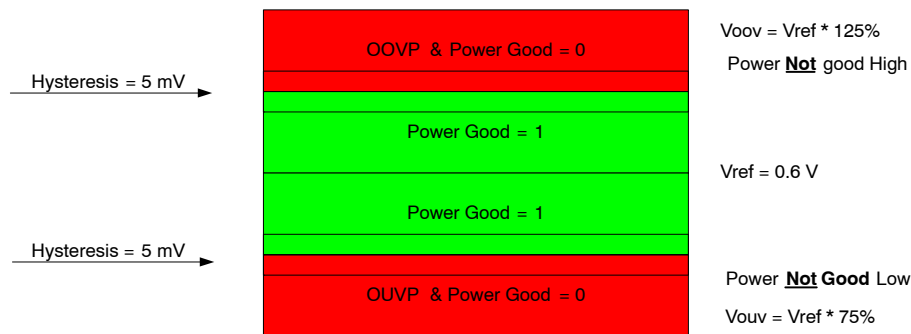 Voov = Vref * 125%
OOVP & Power Good = 0
Power Not good High
Hysteresis = 5 mV
Power Good = 1
Vref = 0.6 V
Power Good = 1
Hysteresis = 5 mV
Power Not Good Low
OUVP & Power Good = 0
Vouv = Vref * 75%